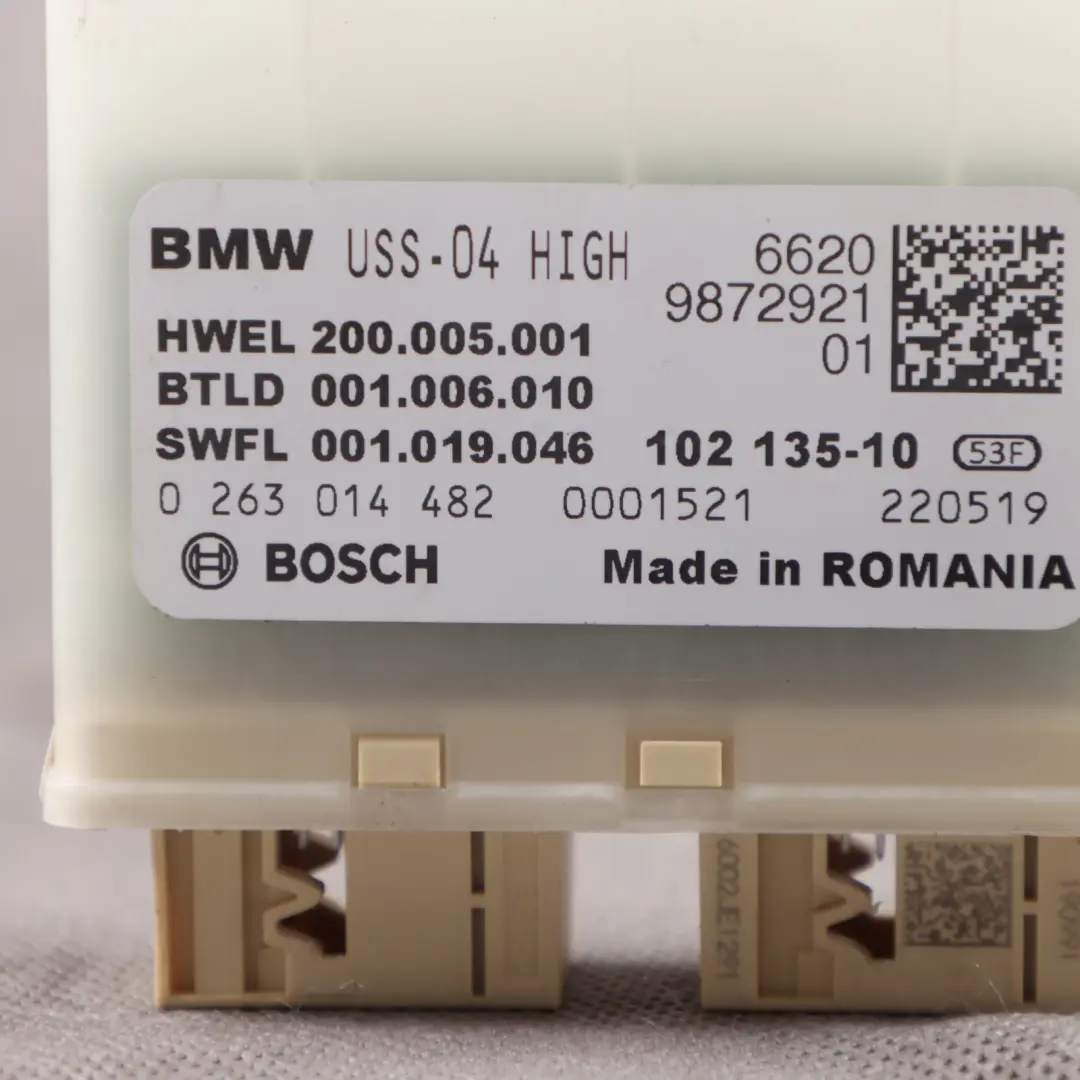 BMW USS-04 HIGH 6620
9872921
01
HWEL 200.005.001
BTLD 001.006.010
SWFL 001.019.046 102 135-10 53F
0 263 014 482 0001521 220519
BOSCH Made in ROMANIA